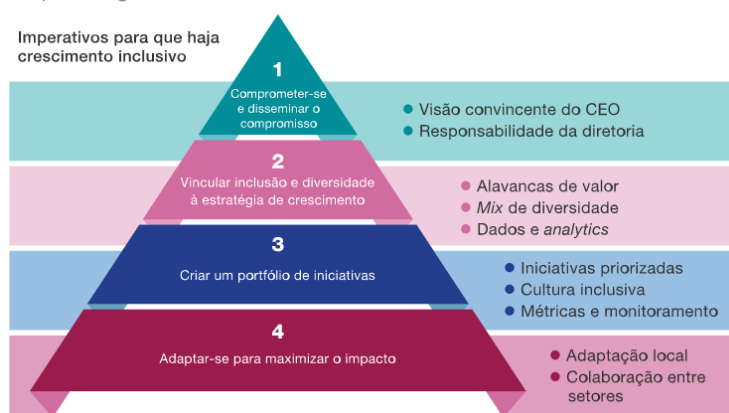 Imperativos para que haja
crescimento inclusivo
1
Comprometer-se
e disseminar o
compromisso
● Visão convincente do CEO
● Responsabilidade da diretoria
2
Vincular inclusão e diversidade
à estratégia de crescimento
● Alavancas de valor
● Mix de diversidade
● Dados e analytics
3
Criar um portfólio de iniciativas
● Iniciativas priorizadas
● Cultura inclusiva
● Métricas e monitoramento
4
Adaptar-se para maximizar o impacto
● Adaptação local
● Colaboração entre
setores